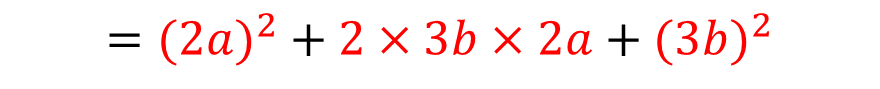 = (2a)² + 2 × 3b × 2a + (3b)²